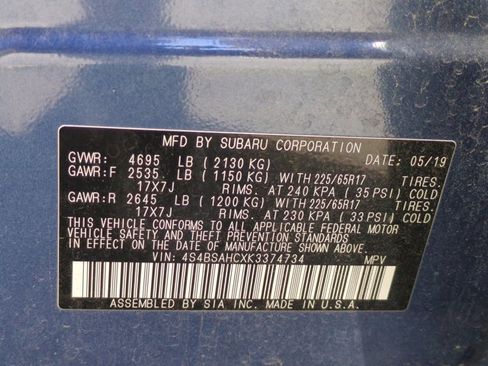 MFD BY SUBARU CORPORATION
GVWR: 4695 LB (2130 KG) DATE: 05/19
GAWR:F 2535 LB (1150 KG) WITH 225/65R17 TIRES.
17X7J RIMS. AT 240 KPA (35 PSI) COLD
GAWR:R 2645 LB (1200 KG) WITH 225/65R17 TIRES.
17X7J RIMS. AT 230 KPA (33 PSI) COLD
THIS VEHICLE CONFORMS TO ALL APPLICABLE FEDERAL MOTOR
VEHICLE SAFETY AND THEFT PREVENTION STANDARDS
IN EFFECT ON THE DATE OF MANUFACTURE SHOWN ABOVE.
VIN: 4S4BSAHCXK3374734 MPV
ASSEMBLED BY SIA INC. MADE IN U.S.A.